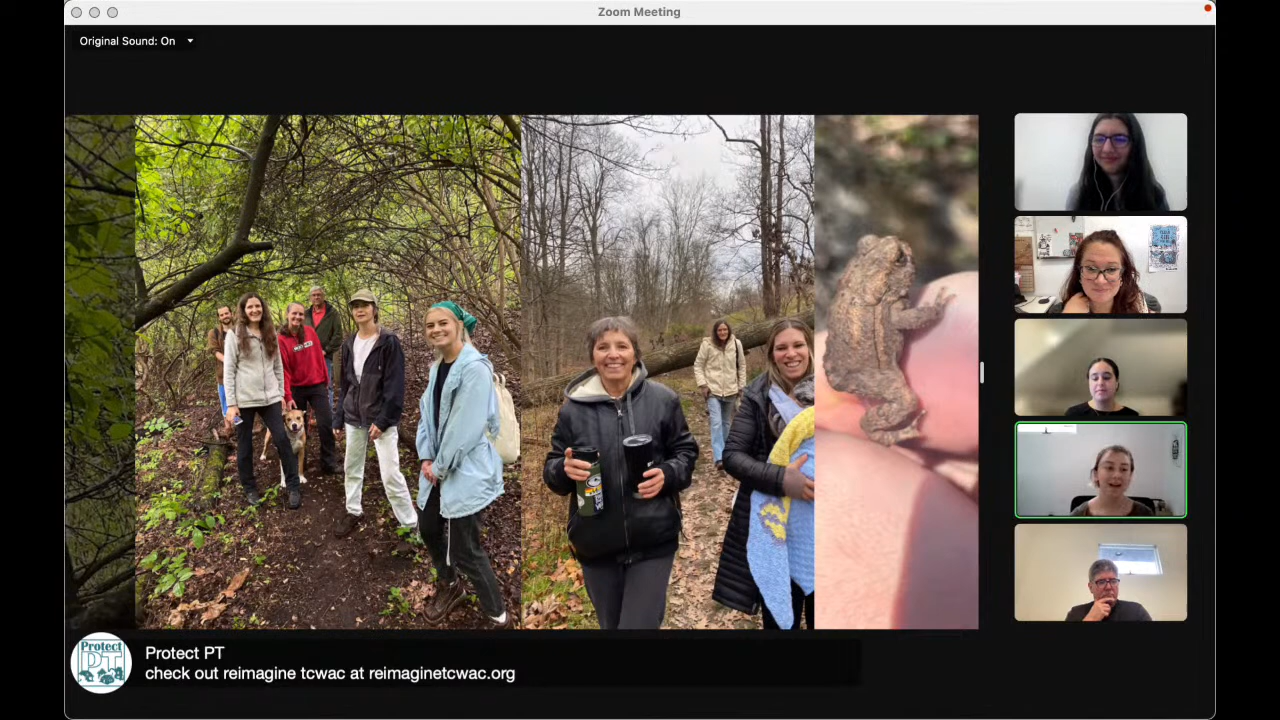 Zoom Meeting
Original Sound: On
Protect
PT
Protect PT
check out reimagine tcwac at reimaginetcwac.org